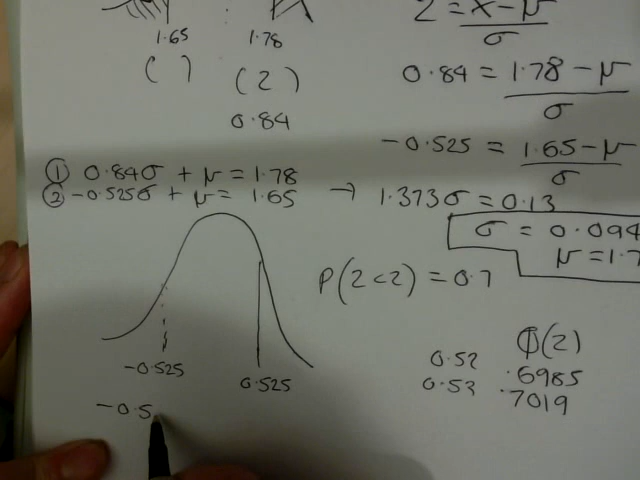 Z = x - μ / σ
1.65 1.78
( ) (z)
0.84
0.84 = 1.78 - μ / σ
-0.525 = 1.65 - μ / σ
① 0.84σ + μ = 1.78
② -0.525σ + μ = 1.65 → 1.373σ = 0.13
σ = 0.094
μ = 1.7
P(z<z) = 0.7
-0.525 0.525
Φ(z)
0.52 .6985
0.53 .7019
-0.5